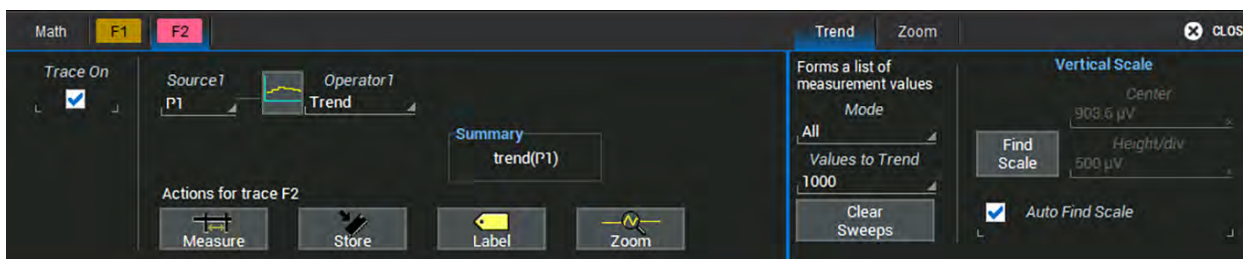 Math F1 F2 Trend Zoom CLOS
Trace On
Source1 Operator1
P1 Trend
Summary
trend(P1)
Actions for trace F2
Measure Store Label Zoom
Forms a list of
measurement values
Mode
All
Values to Trend
1000
Clear
Sweeps
Vertical Scale
Center
903.6 µV
Find
Scale
Height/div
500 µV
Auto Find Scale